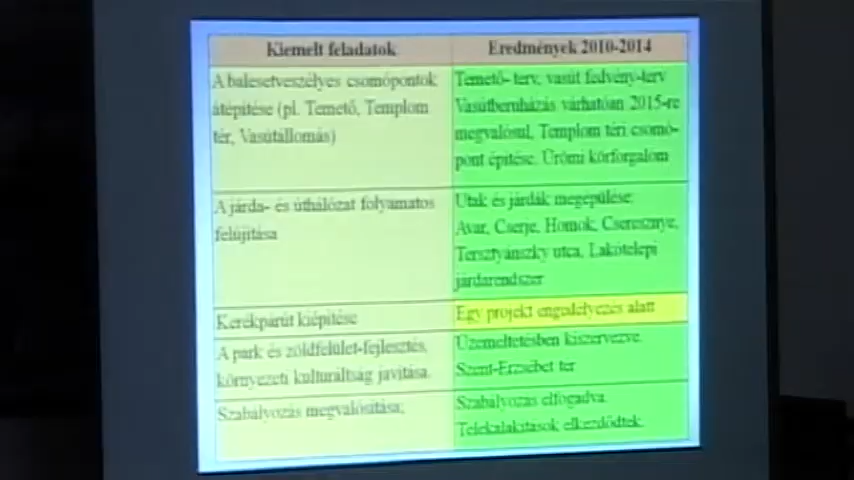 Kiemelt feladatok
Eredmények 2010-2014
A balesetveszélyes csomópontok
átépítése (pl. Temető, Templom
tér, Vasútállomás)
Temető- terv, vasút fedvény-terv
Vasútberuházás várhatóan 2015-re
megvalósul, Templom téri csomó-
pont építése, Ürömi körforgalom
A járda- és úthálózat folyamatos
felújítása
Utak és járdák megépülése;
Avar, Cserje, Homok, Cseresznye,
Tersztyánszky utca, Lakótelepi
járdarendszer
Kerékpárút kiépítése
Egy projekt engedélyezés alatt
A park és zöldfelület-fejlesztés,
környezeti kulturáltság javítása.
Üzemeltetésben kiszervezve.
Szent-Erzsébet tér
Szabályozás megvalósítása;
Szabályozás elfogadva.
Telekalakítások elkezdődtek.